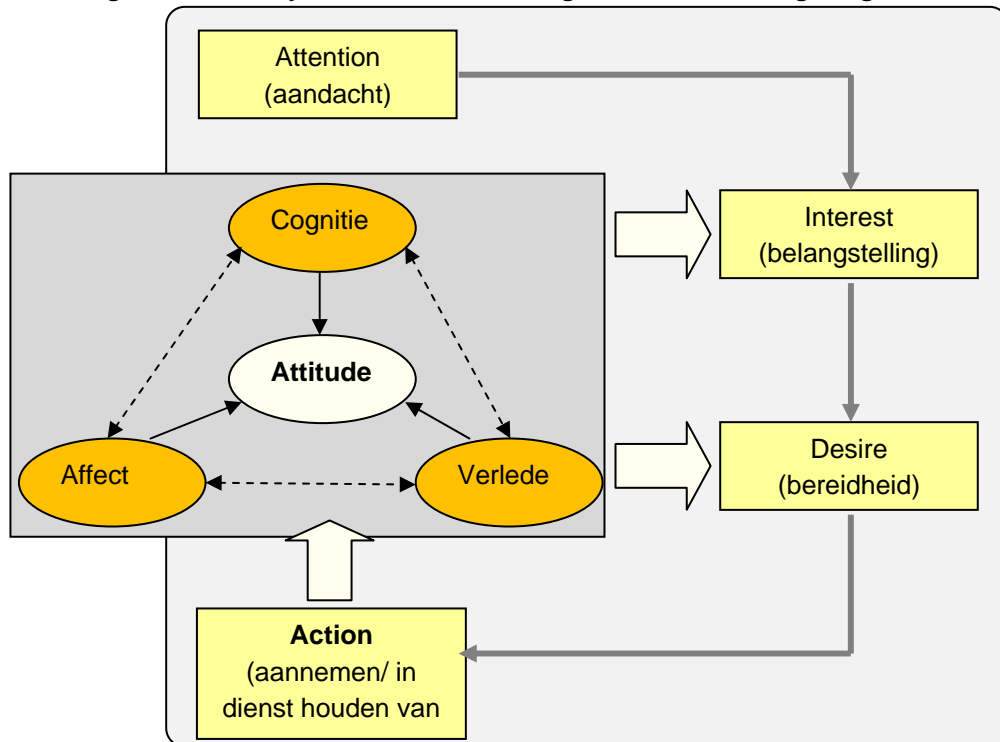 Attention
(aandacht)
Cognitie
Interest
(belangstelling)
Attitude
Affect
Verlede
Desire
(bereidheid)
Action
(aannemen/ in
dienst houden van